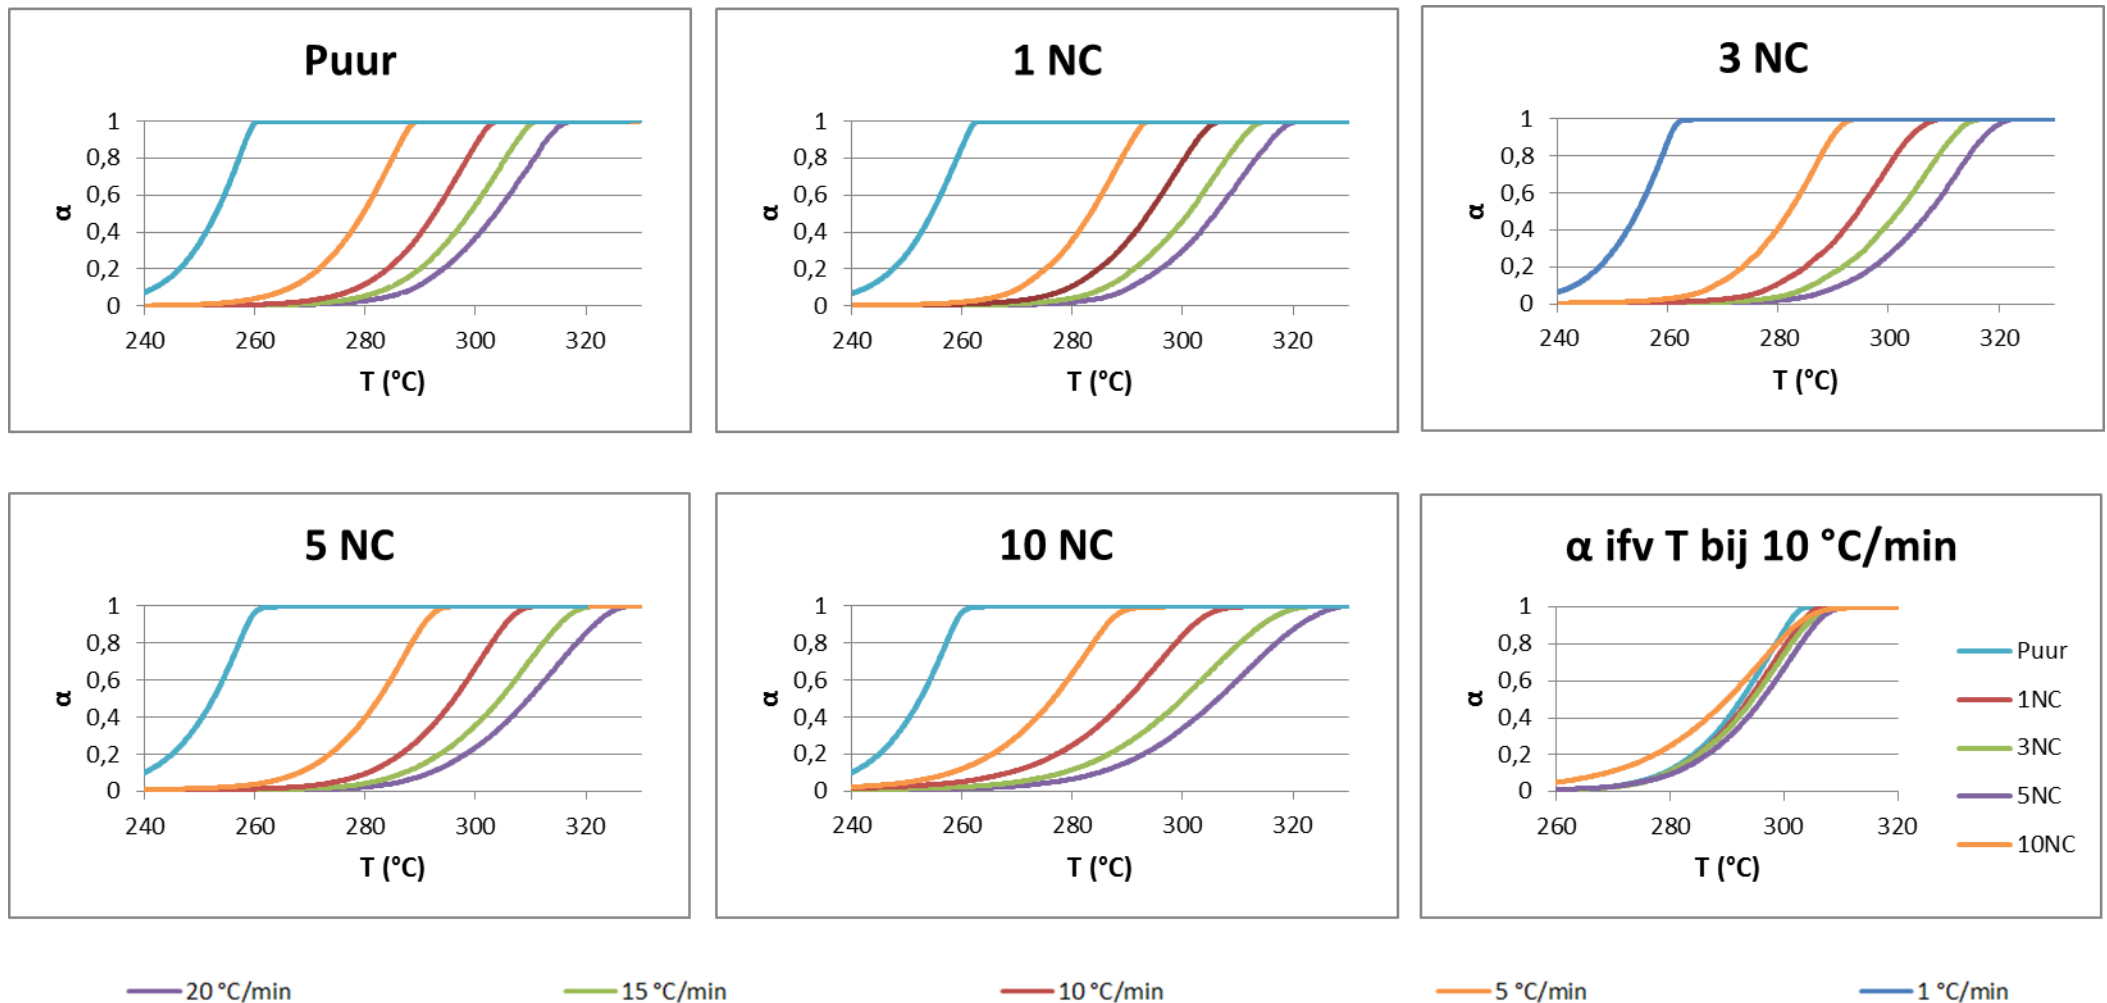 Puur
α
1
0,8
0,6
0,4
0,2
0
240 260 280 300 320
T (°C)
1 NC
α
1
0,8
0,6
0,4
0,2
0
240 260 280 300 320
T (°C)
3 NC
α
1
0,8
0,6
0,4
0,2
0
240 260 280 300 320
T (°C)
5 NC
α
1
0,8
0,6
0,4
0,2
0
240 260 280 300 320
T (°C)
10 NC
α
1
0,8
0,6
0,4
0,2
0
240 260 280 300 320
T (°C)
α ifv T bij 10 °C/min
α
1
0,8
0,6
0,4
0,2
0
260 280 300 320
T (°C)
Puur
1NC
3NC
5NC
10NC
20 °C/min 15 °C/min 10 °C/min 5 °C/min 1 °C/min